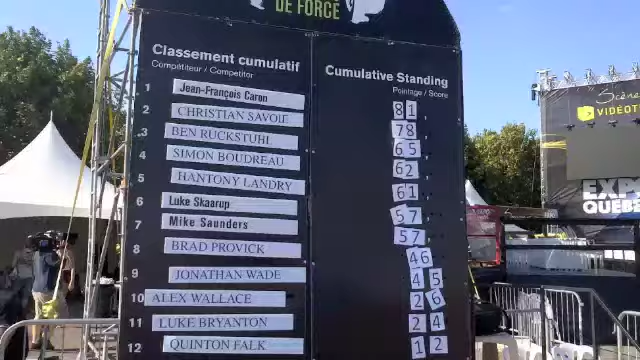 DE FORCE
Classement cumulatif
Compétiteur / Competitor
Cumulative Standing
Pointage / Score
1 Jean-François Caron 81
2 CHRISTIAN SAVOIE 78
3 BEN RUCKSTUHL 65
4 SIMON BOUDREAU 62
5 HANTONY LANDRY 61
6 Luke Skaarup 57
7 Mike Saunders 57
8 BRAD PROVICK 46
9 JONATHAN WADE 45
10 ALEX WALLACE 26
11 LUKE BRYANTON 24
12 QUINTON FALK 12
Scène
VIDÉOT
EXPO
QUÉBEC